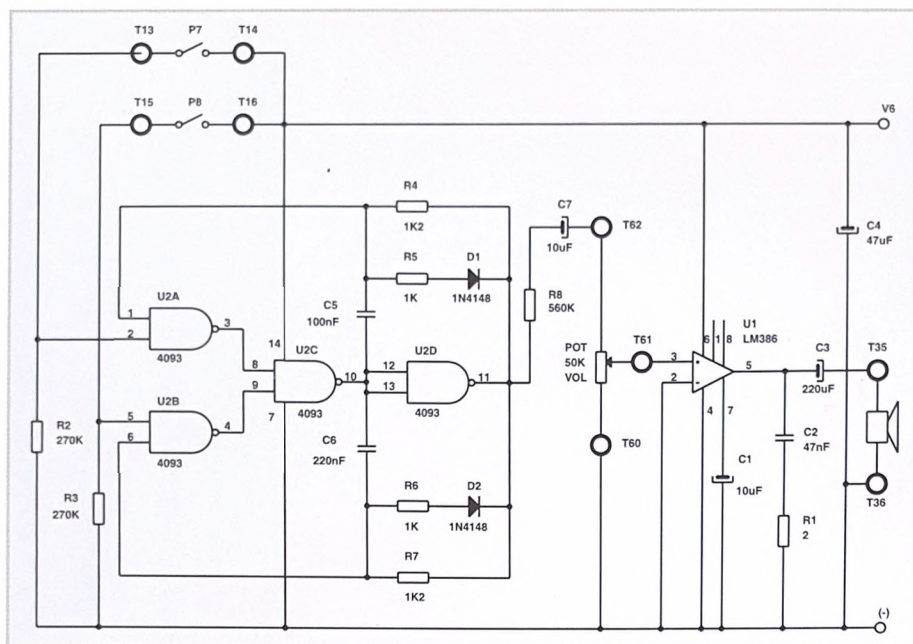 T13 P7 T14
T15 P8 T16
V6
R4
1K2
C7
10uF
T62
C4
47uF
R5
1K
D1
1N4148
C5
100nF
R8
560K
U2A
1
2
3
4093
14
U2C
8
9
10
4093
7
U2D
12
13
11
4093
POT
50K
VOL
T61
U1
LM386
6 1 8
3
2
5
4 7
C3
220uF
T35
U2B
5
6
4
4093
R2
270K
R3
270K
C6
220nF
T60
C2
47nF
C1
10uF
T36
R6
1K
D2
1N4148
R1
2
R7
1K2
(-)